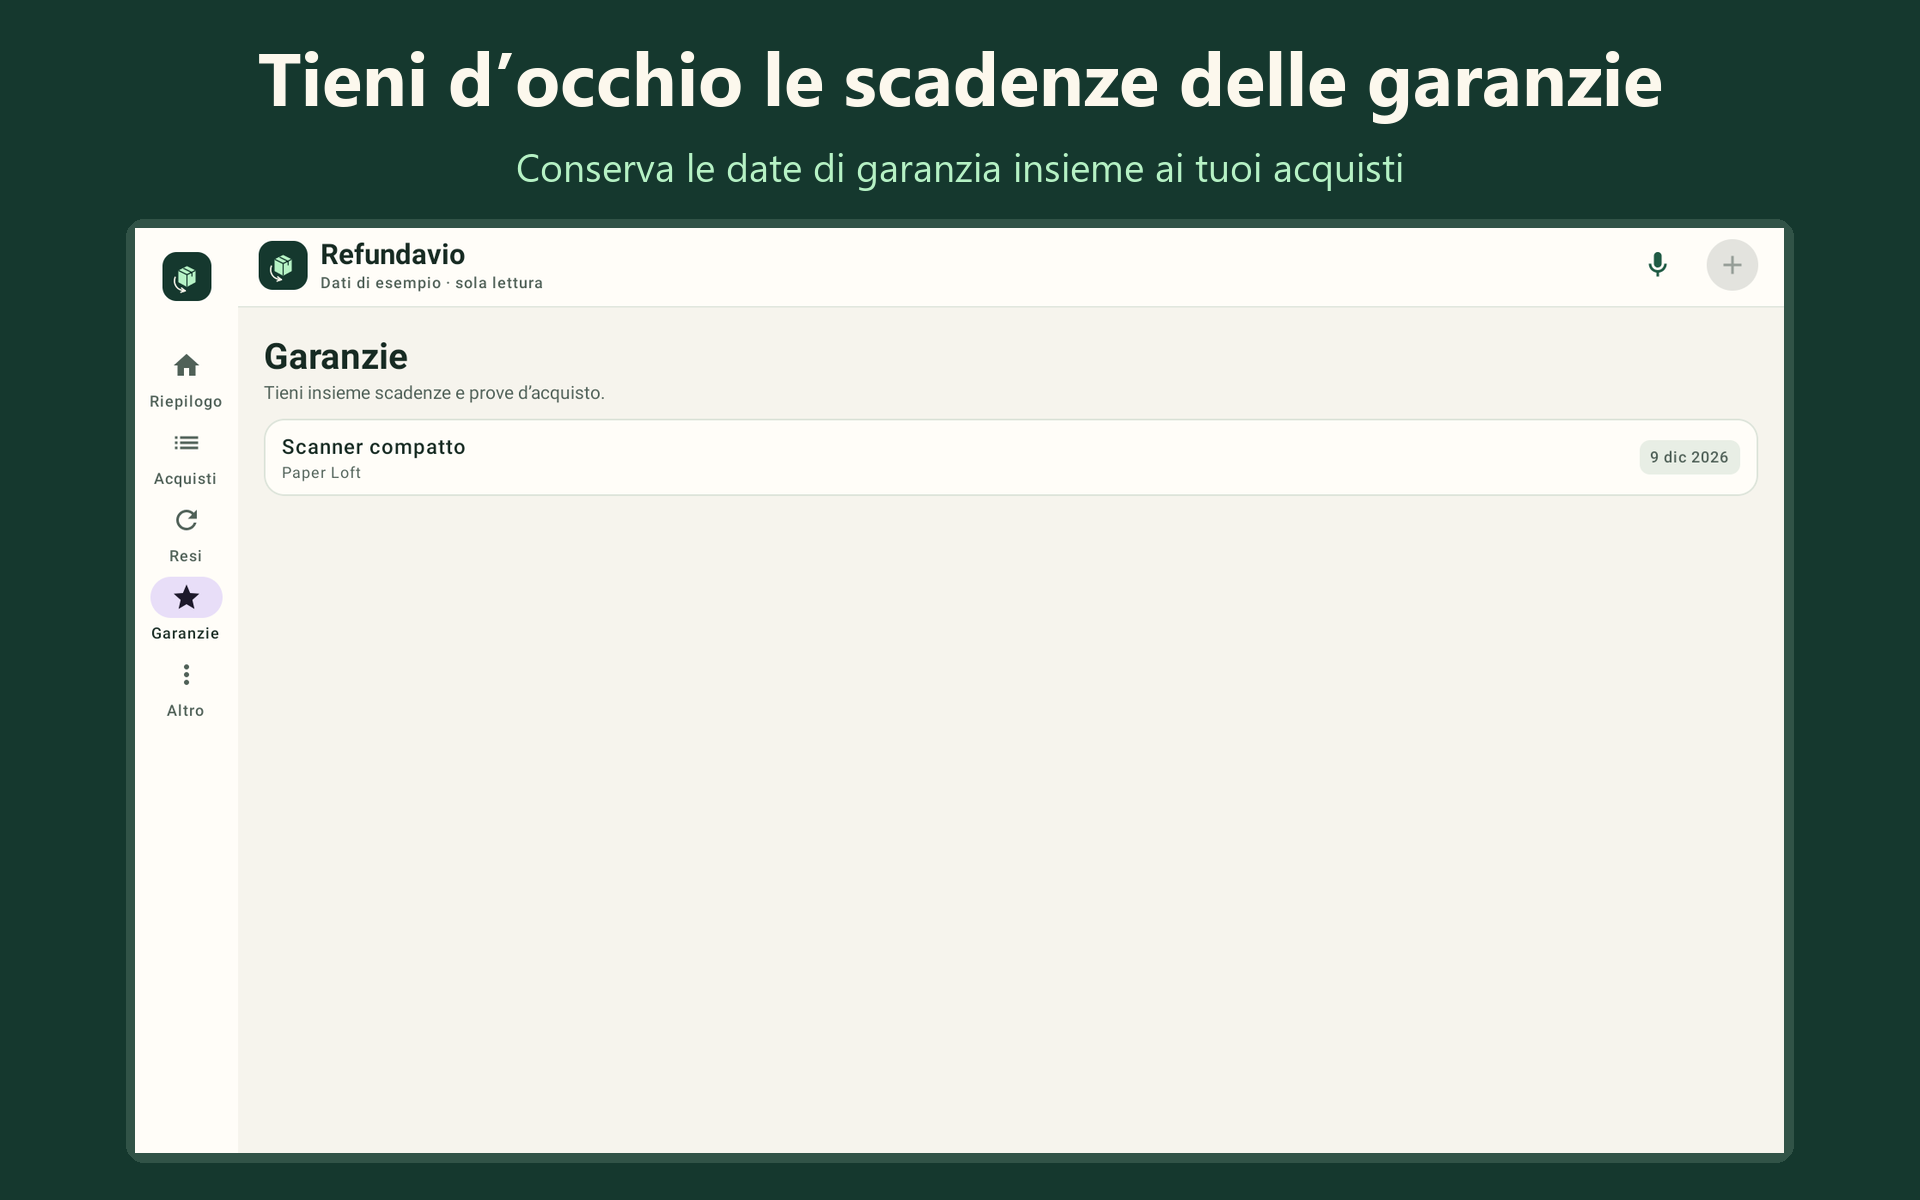 Tieni d’occhio le scadenze delle garanzie
Conserva le date di garanzia insieme ai tuoi acquisti
Refundavio
Dati di esempio · sola lettura
Riepilogo
Acquisti
Resi
Garanzie
Altro
Garanzie
Tieni insieme scadenze e prove d’acquisto.
Scanner compatto
Paper Loft
9 dic 2026